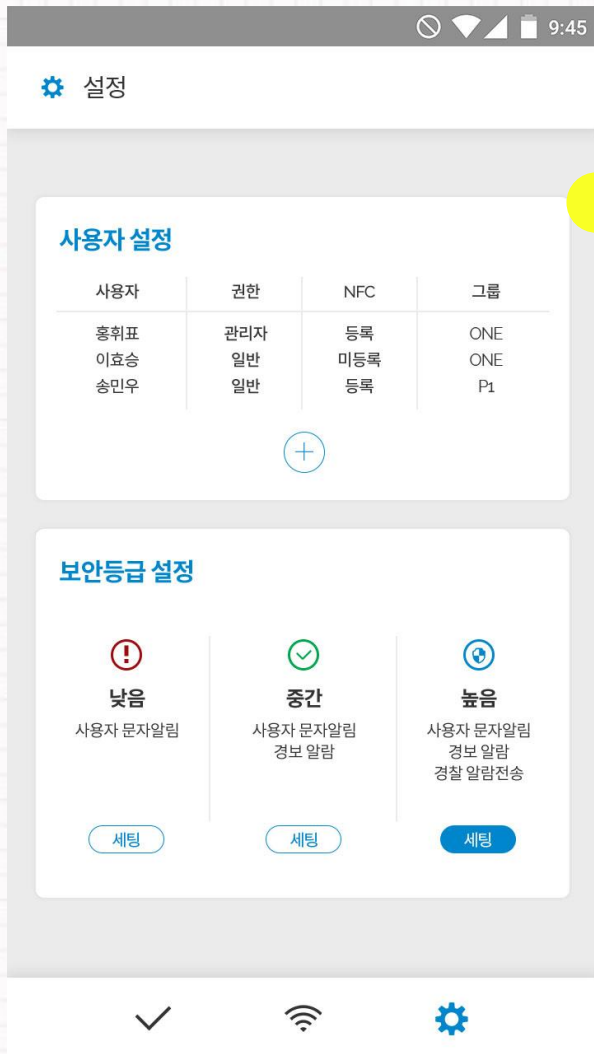 9:45
설정
사용자 설정
사용자 권한 NFC 그룹
홍휘표 관리자 등록 ONE
이효승 일반 미등록 ONE
송민우 일반 등록 P1
보안등급 설정
낮음 중간 높음
사용자 문자알림 사용자 문자알림 사용자 문자알림
경보 알람 경보 알람
경찰 알람전송
세팅 세팅 세팅